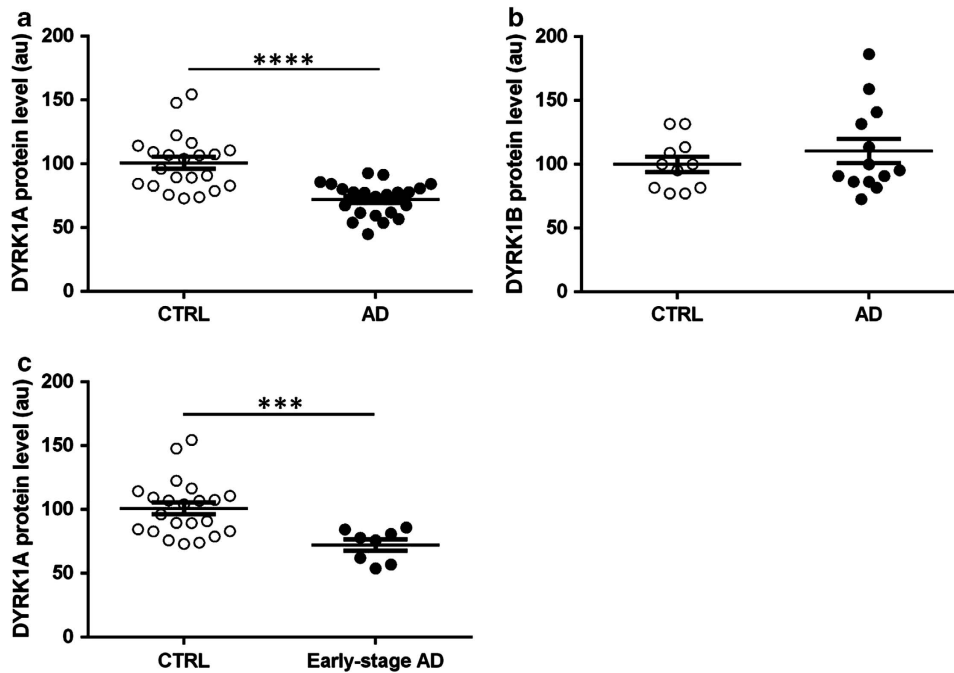 a
DYRK1A protein level (au)
200
150
100
50
0
****
CTRL
AD
b
DYRK1B protein level (au)
200
150
100
50
0
CTRL
AD
c
DYRK1A protein level (au)
200
150
100
50
0
***
CTRL
Early-stage AD